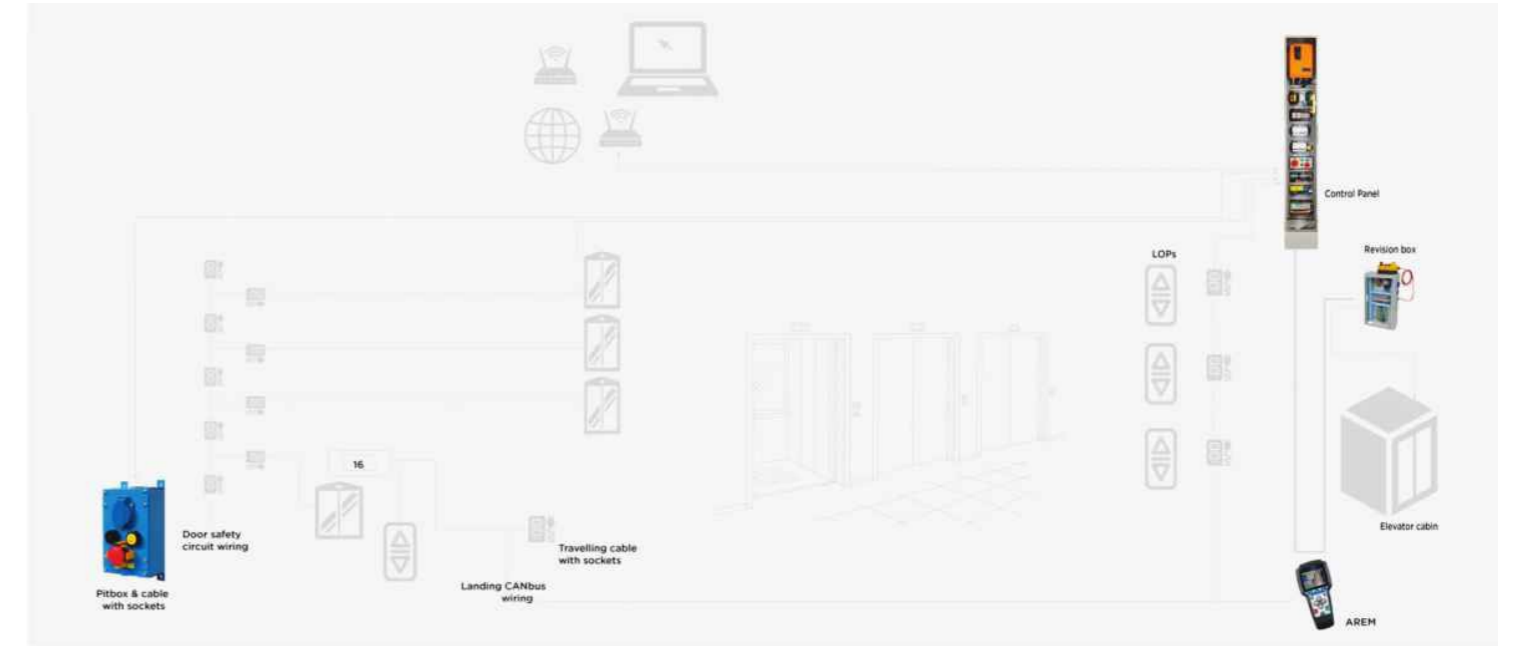 Control Panel
Revision box
LOPs
16
Door safety
circuit wiring
Elevator cabin
Travelling cable
with sockets
Landing CANbus
wiring
Pitbox & cable
with sockets
AREM